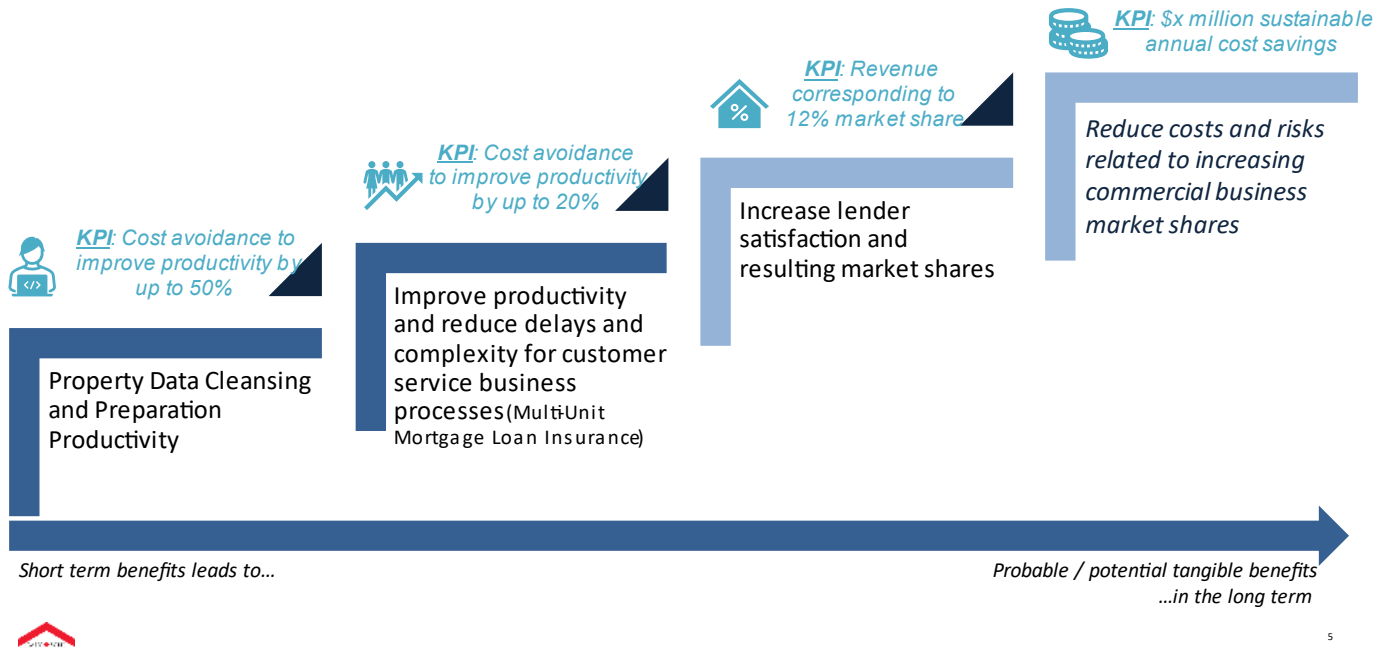 KPI: $x million sustainable
annual cost savings
KPI: Revenue
corresponding to
12% market share
Reduce costs and risks
related to increasing
commercial business
market shares
KPI: Cost avoidance
to improve productivity
by up to 20%
Increase lender
satisfaction and
resulting market shares
KPI: Cost avoidance to
improve productivity by
up to 50%
</>
Improve productivity
and reduce delays and
complexity for customer
service business
processes (Multi-Unit
Mortgage Loan Insurance)
Property Data Cleansing
and Preparation
Productivity
Short term benefits leads to…
Probable / potential tangible benefits
…in the long term
5